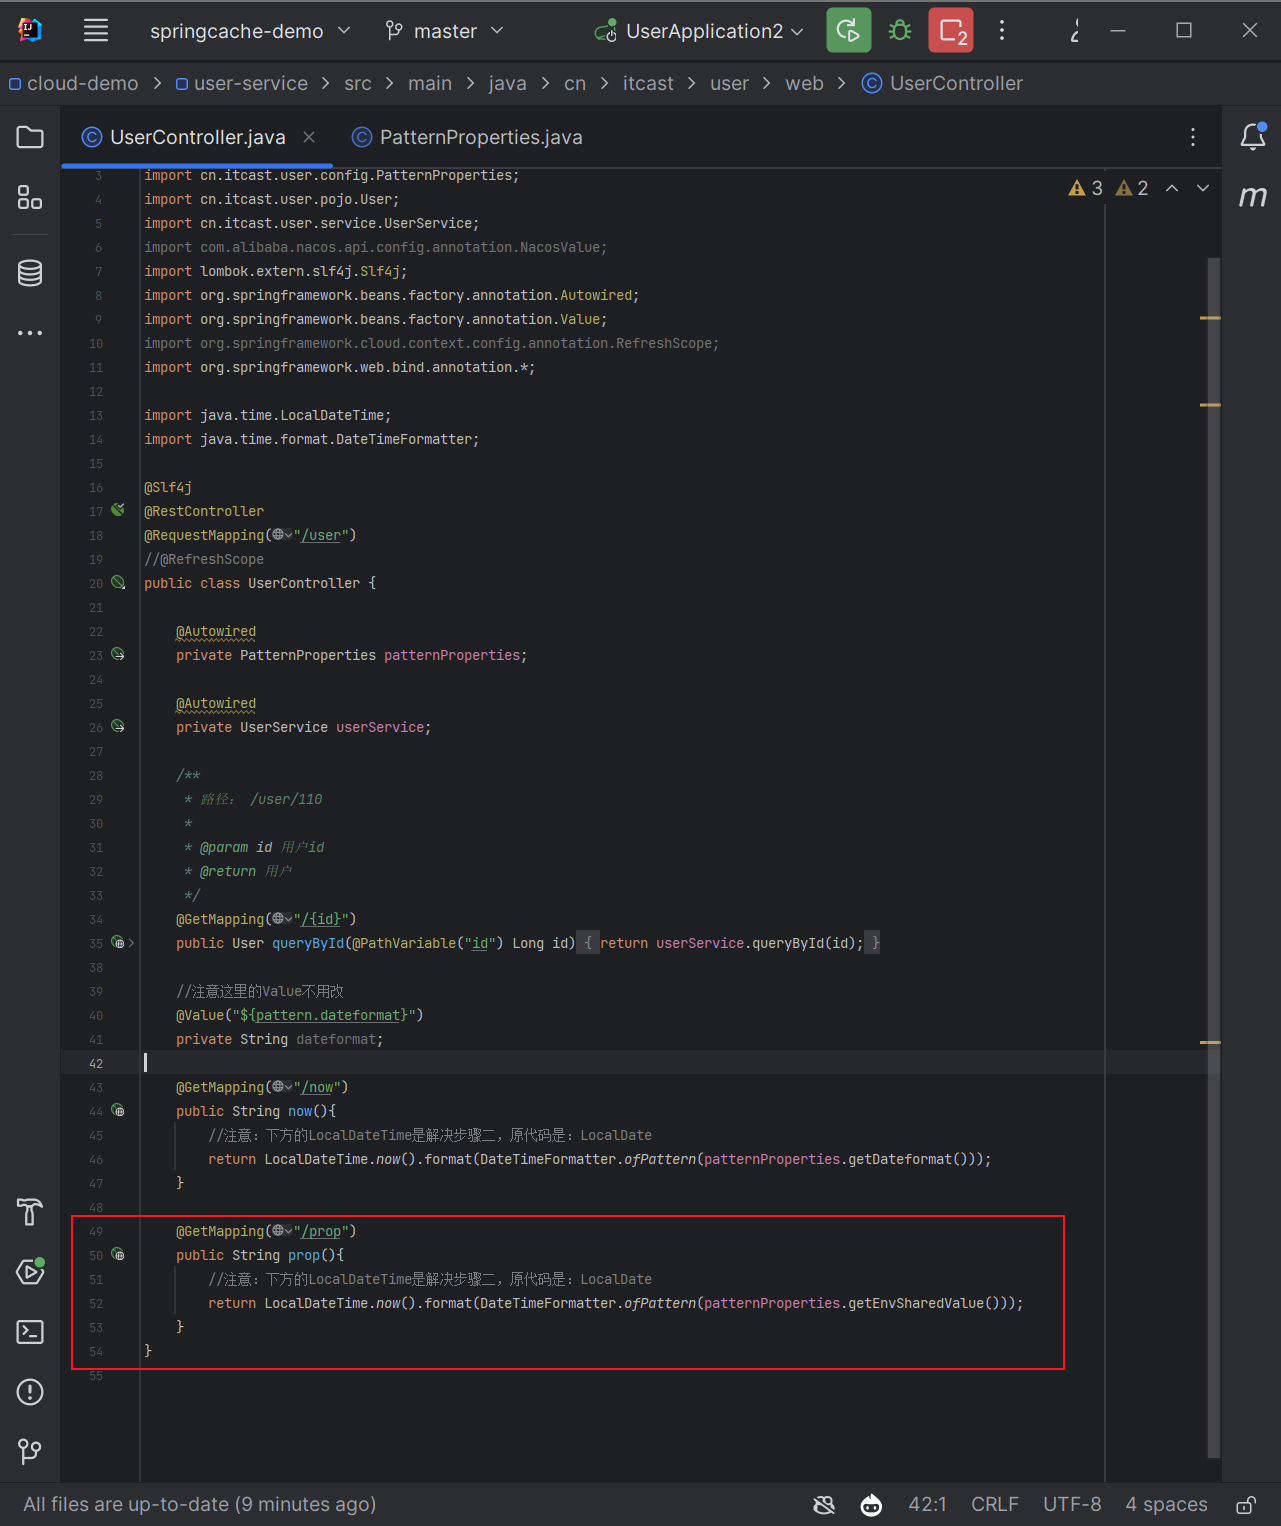 springcache-demo master UserApplication2 2
cloud-demo > user-service > src > main > java > cn > itcast > user > web > UserController
UserController.java PatternProperties.java
3 import cn.itcast.user.config.PatternProperties;
3 2
4 import cn.itcast.user.pojo.User;
5 import cn.itcast.user.service.UserService;
6 import com.alibaba.nacos.api.config.annotation.NacosValue;
7 import lombok.extern.slf4j.Slf4j;
8 import org.springframework.beans.factory.annotation.Autowired;
9 import org.springframework.beans.factory.annotation.Value;
10 import org.springframework.cloud.context.config.annotation.RefreshScope;
11 import org.springframework.web.bind.annotation.*;
12
13 import java.time.LocalDateTime;
14 import java.time.format.DateTimeFormatter;
15
16 @Slf4j
17 @RestController
18 @RequestMapping("/user")
19 //@RefreshScope
20 public class UserController {
21
22 @Autowired
23 private PatternProperties patternProperties;
24
25 @Autowired
26 private UserService userService;
27
28 /**
29 * 路径： /user/110
30 *
31 * @param id 用户id
32 * @return 用户
33 */
34 @GetMapping("/{id}")
35 public User queryById(@PathVariable("id") Long id) { return userService.queryById(id); }
38
39 //注意这里的Value不用改
40 @Value("${pattern.dateformat}")
41 private String dateformat;
42
43 @GetMapping("/now")
44 public String now(){
45 //注意：下方的LocalDateTime是解决步骤二，原代码是：LocalDate
46 return LocalDateTime.now().format(DateTimeFormatter.ofPattern(patternProperties.getDateformat()));
47 }
48
49 @GetMapping("/prop")
50 public String prop(){
51 //注意：下方的LocalDateTime是解决步骤二，原代码是：LocalDate
52 return LocalDateTime.now().format(DateTimeFormatter.ofPattern(patternProperties.getEnvSharedValue()));
53 }
54 }
55
All files are up-to-date (9 minutes ago) 42:1 CRLF UTF-8 4 spaces